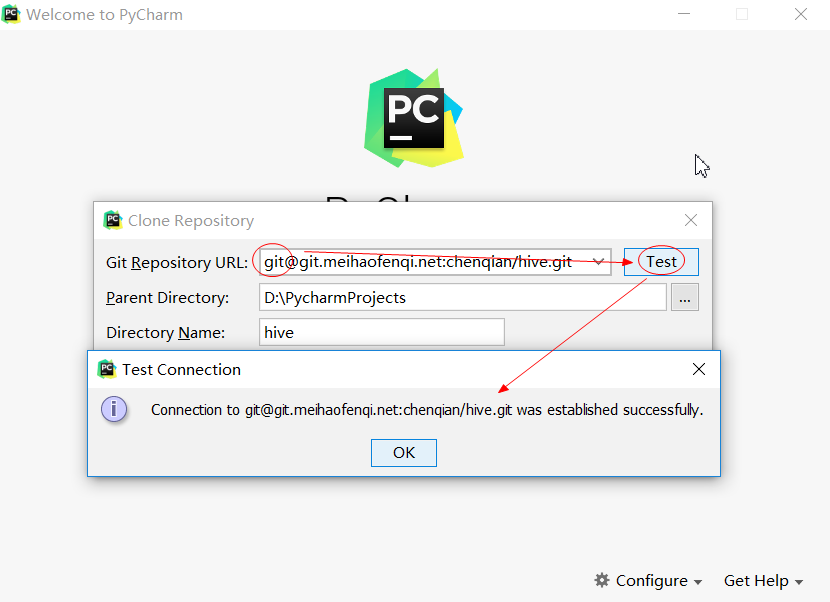 Welcome to PyCharm
PC
Clone Repository
Git Repository URL: git@git.meihaofenqi.net:chenqian/hive.git Test
Parent Directory: D:\PycharmProjects ...
Directory Name: hive
Test Connection
Connection to git@git.meihaofenqi.net:chenqian/hive.git was established successfully.
OK
Configure Get Help